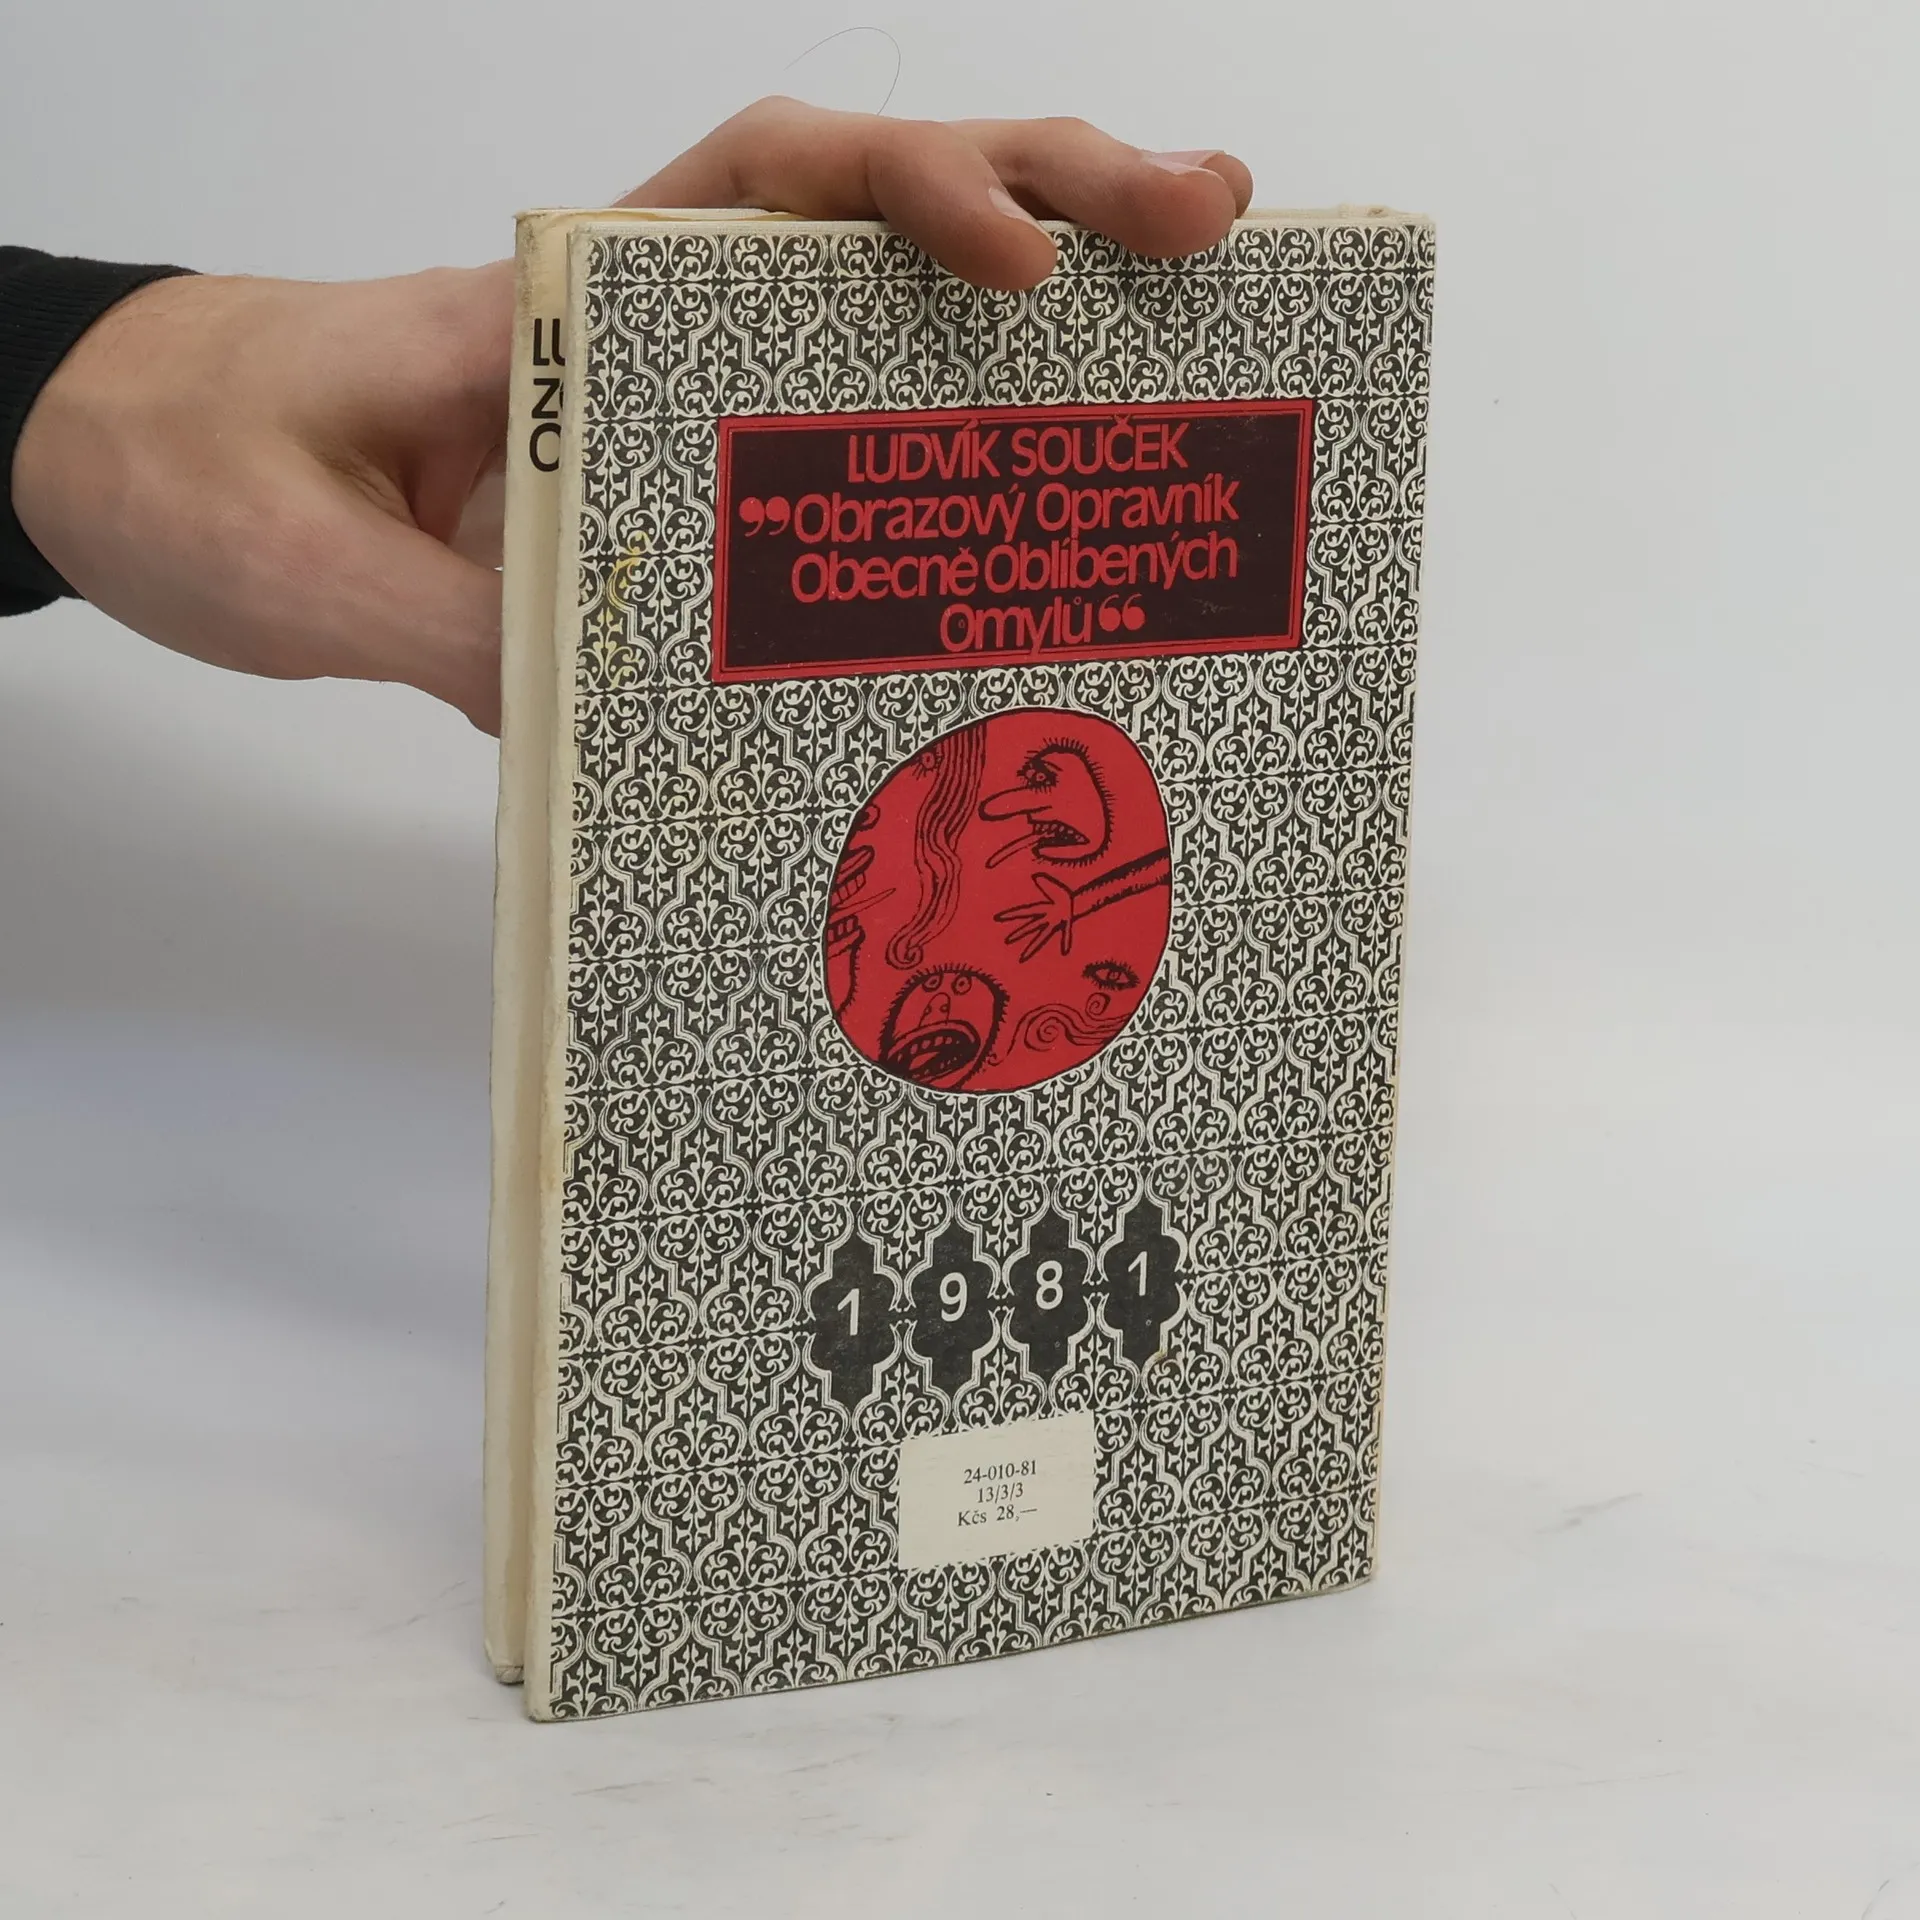 LUDVÍK SOUČEK
"Obrazový Opravník
Obecně Oblíbených
Omylů"
1981
24-010-81
13/3/3
Kčs 28,—